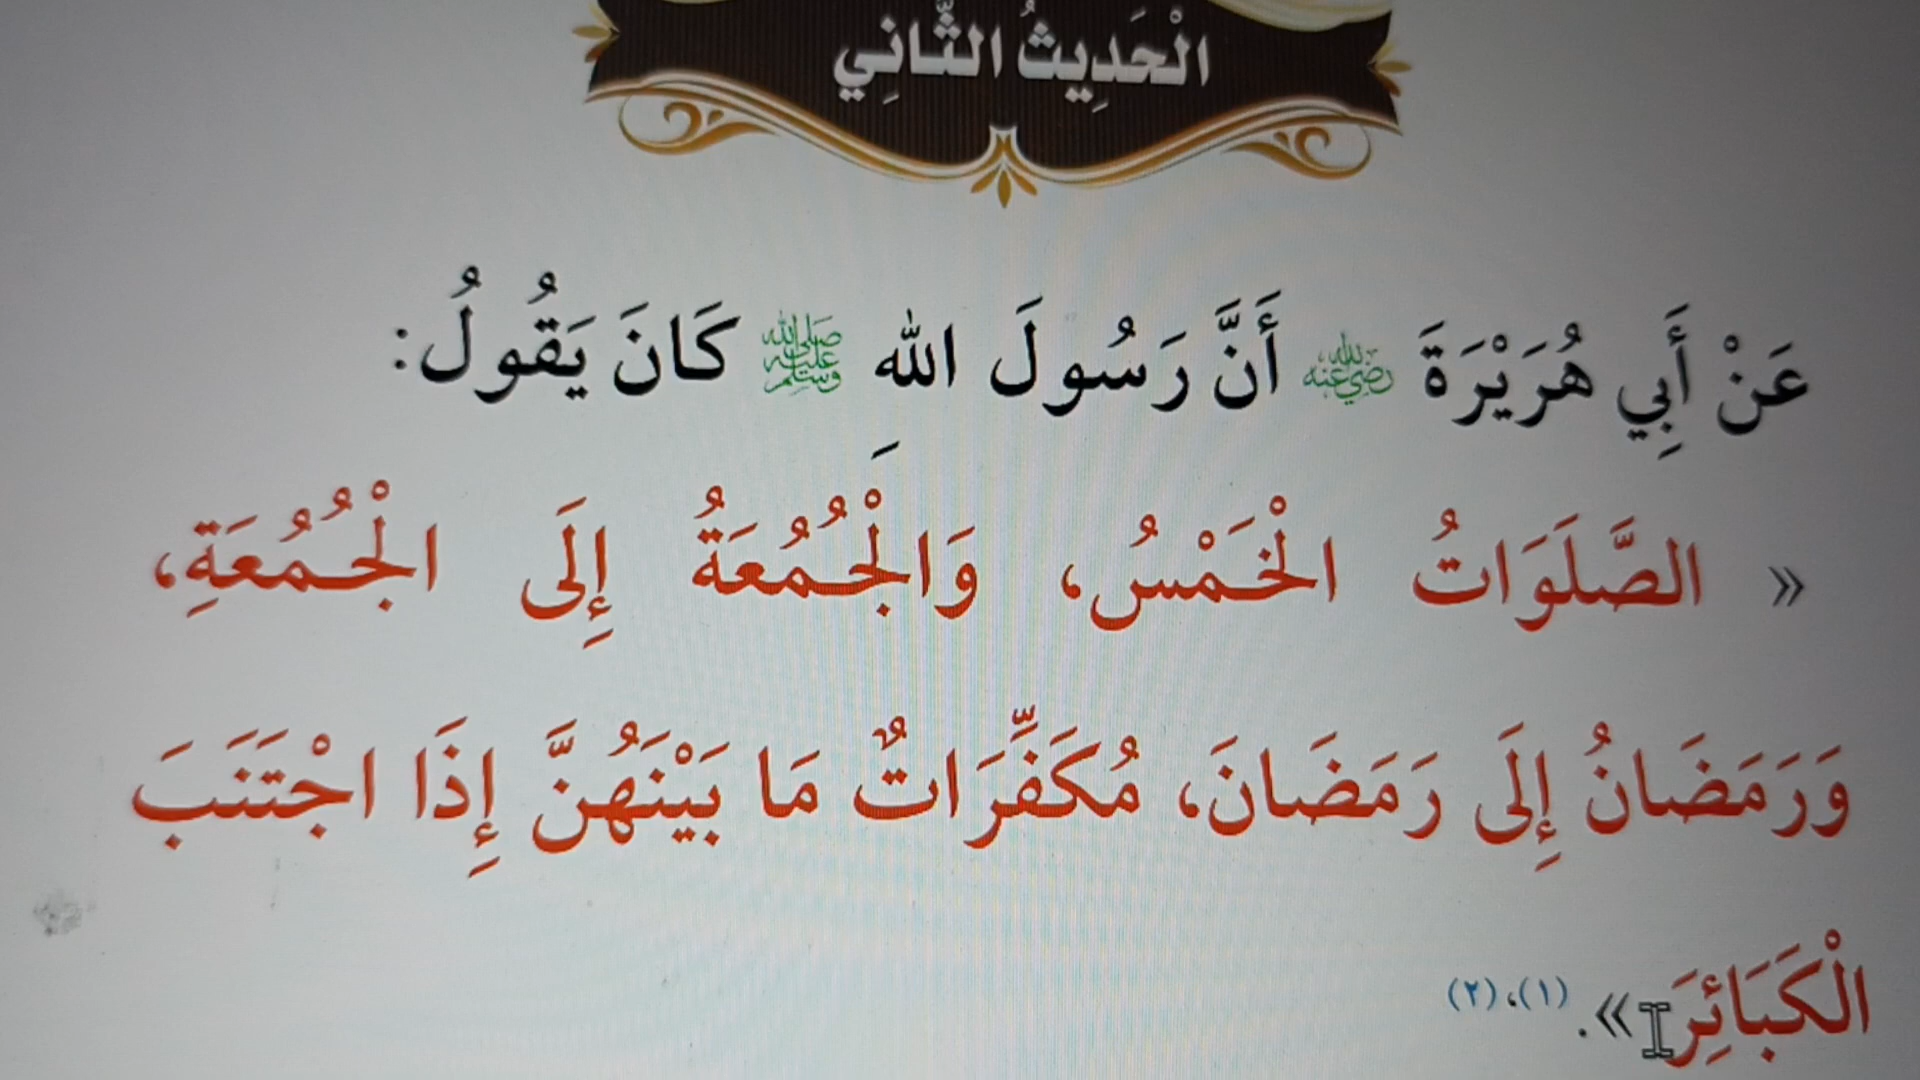 الْحَدِيثُ الثَّانِي
عَنْ أَبِي هُرَيْرَةَ رضي الله عنه أَنَّ رَسُولَ اللهِ ﷺ كَانَ يَقُولُ:
« الصَّلَوَاتُ الْخَمْسُ، وَالْجُمُعَةُ إِلَى الْجُمُعَةِ،
وَرَمَضَانُ إِلَى رَمَضَانَ، مُكَفِّرَاتٌ مَا بَيْنَهُنَّ إِذَا اجْتَنَبَ
الْكَبَائِرَ». (١)،(٢)